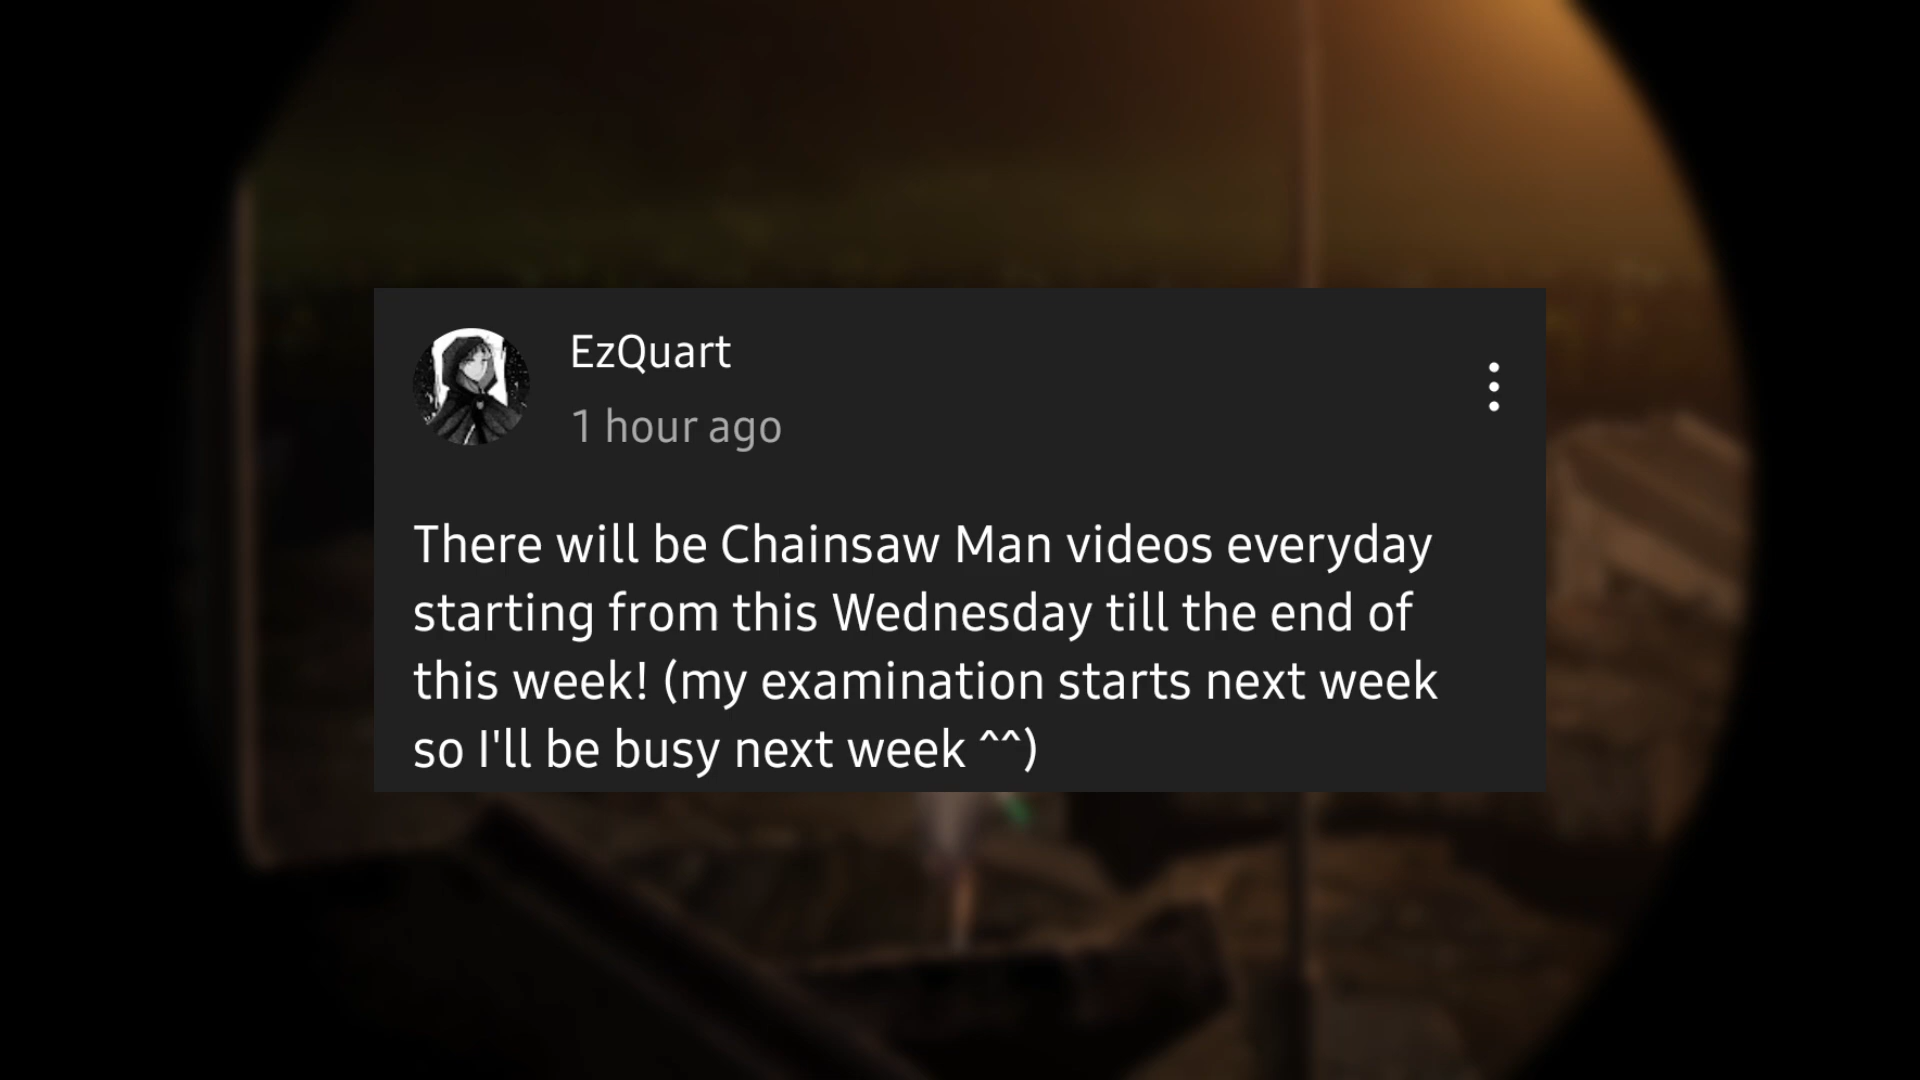 EzQuart
1 hour ago
There will be Chainsaw Man videos everyday
starting from this Wednesday till the end of
this week! (my examination starts next week
so I'll be busy next week ^^)